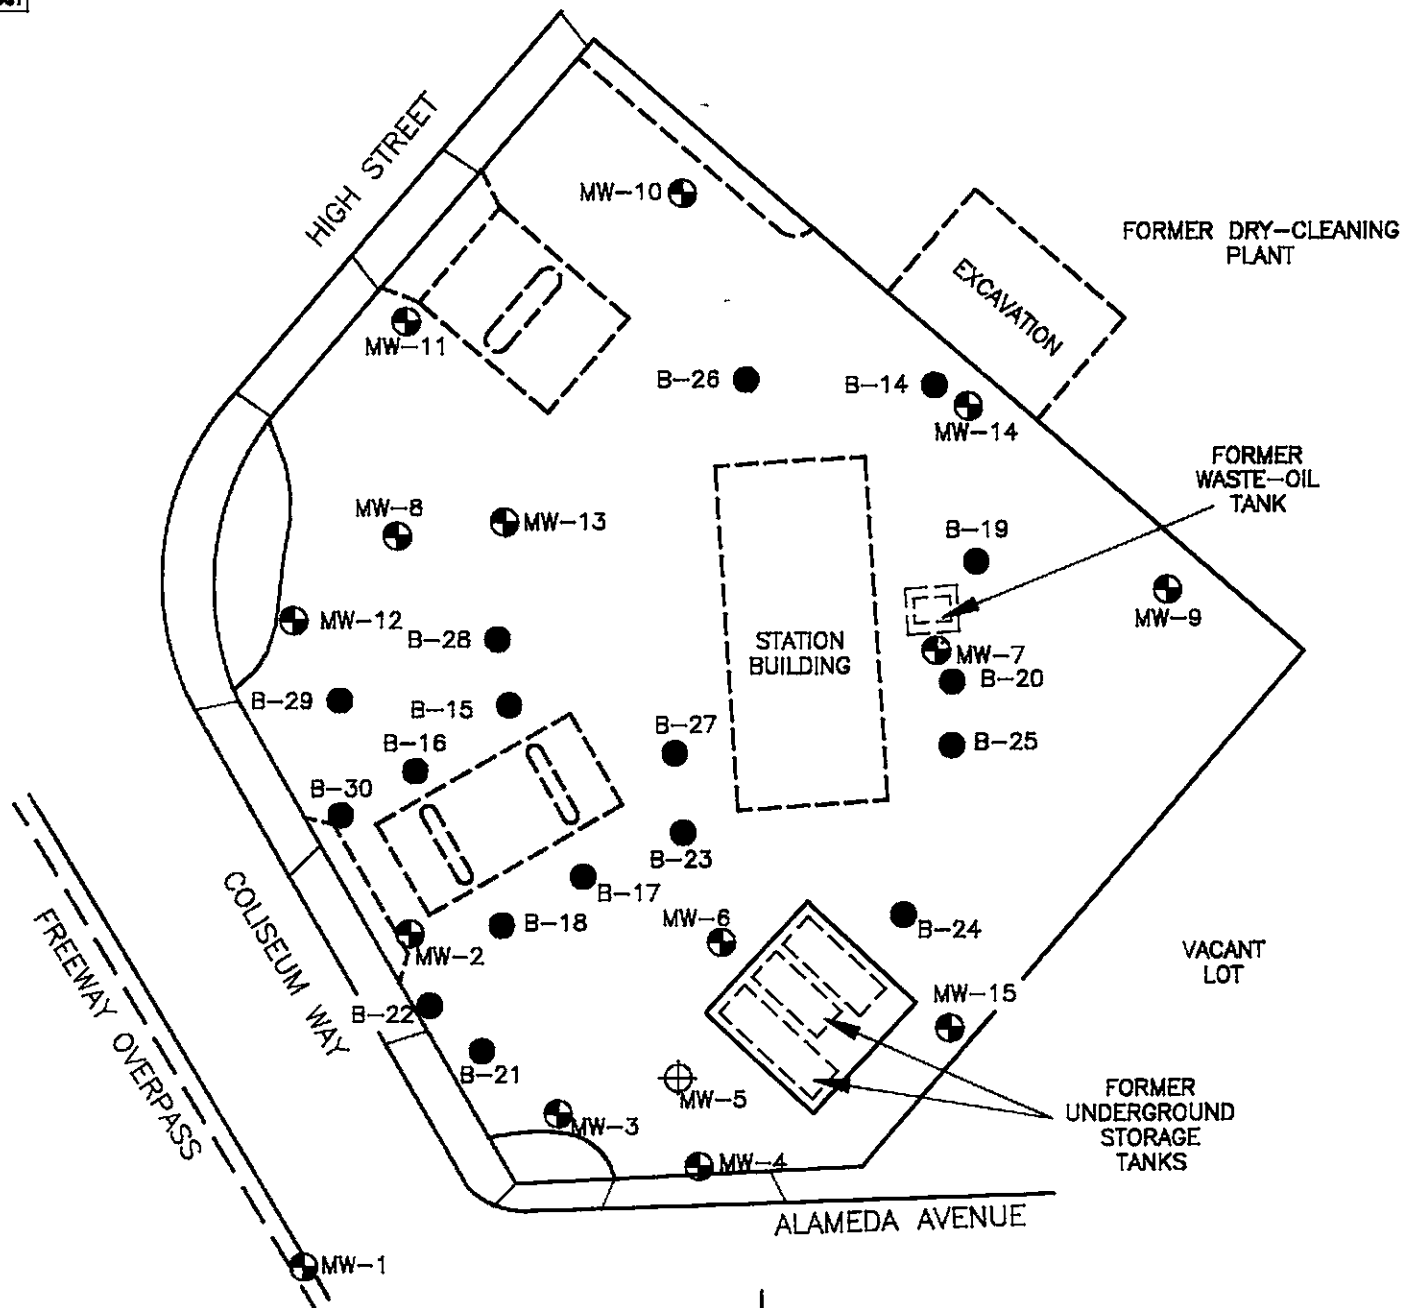 HIGH STREET
MW-10
FORMER DRY-CLEANING
PLANT
EXCAVATION
MW-11
B-26
B-14
MW-14
FORMER
WASTE-OIL
TANK
MW-8
MW-13
B-19
MW-9
MW-12
B-28
STATION
BUILDING
MW-7
B-20
B-29
B-15
B-27
B-25
B-16
B-30
B-23
B-17
COLISEUM WAY
FREEWAY OVERPASS
B-18
MW-6
B-24
MW-2
VACANT
LOT
MW-15
B-22
B-21
MW-5
FORMER
UNDERGROUND
STORAGE
TANKS
MW-3
MW-4
ALAMEDA AVENUE
MW-1